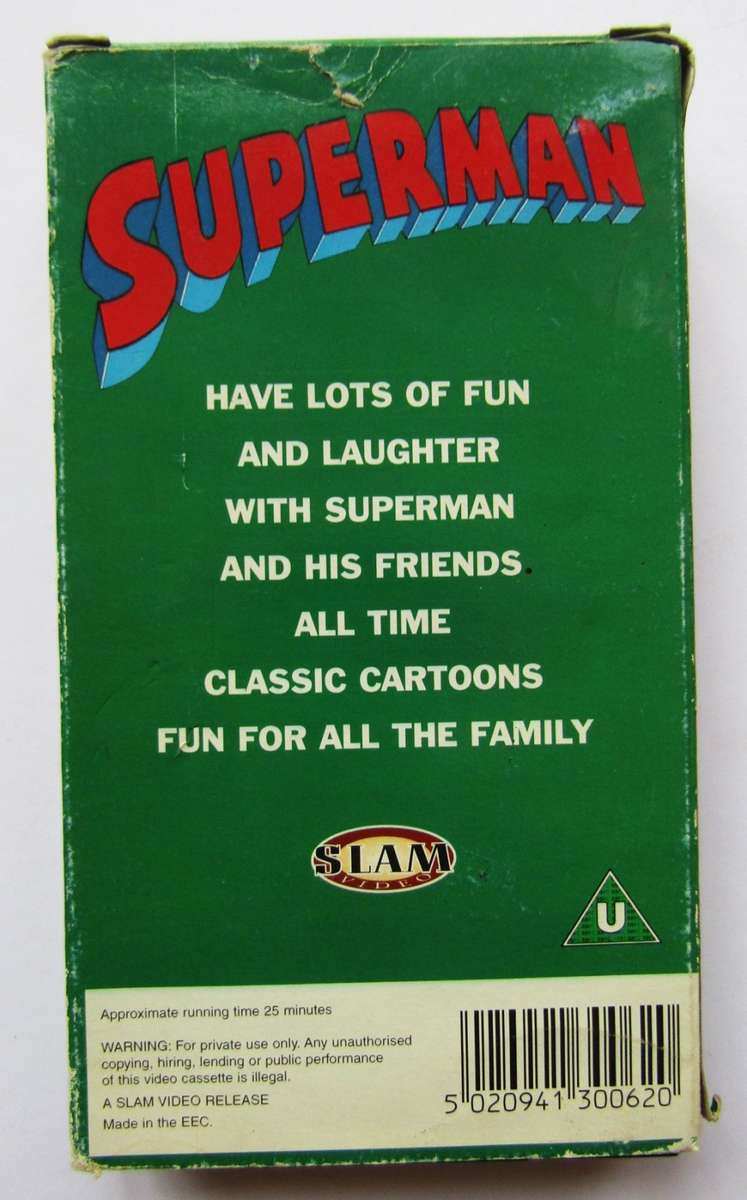 SUPERMAN
HAVE LOTS OF FUN
AND LAUGHTER
WITH SUPERMAN
AND HIS FRIENDS.
ALL TIME
CLASSIC CARTOONS
FUN FOR ALL THE FAMILY
SLAM
VIDEO
U
Approximate running time 25 minutes
WARNING: For private use only. Any unauthorised
copying, hiring, lending or public performance
of this video cassette is illegal.
A SLAM VIDEO RELEASE
Made in the EEC.
5 020941 300620